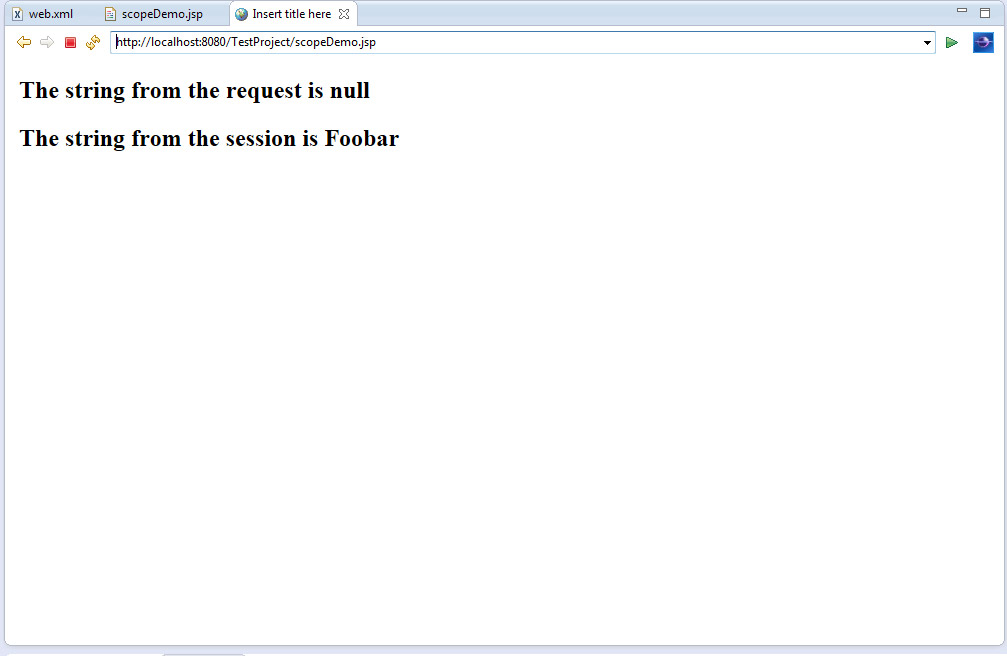 web.xml scopeDemo.jsp Insert title here
http://localhost:8080/TestProject/scopeDemo.jsp
The string from the request is null
The string from the session is Foobar